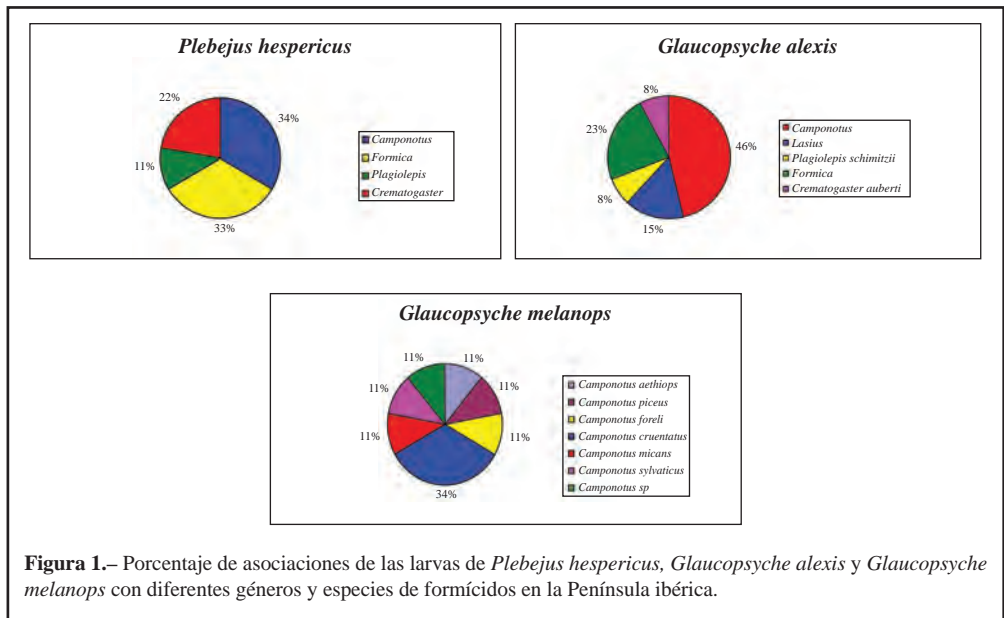 Plebejus hespericus
22%
34%
11%
33%
Camponotus
Formica
Plagiolepis
Crematogaster
Glaucopsyche alexis
8%
23%
46%
8%
15%
Camponotus
Lasius
Plagiolepis schimitzii
Formica
Crematogaster auberti
Glaucopsyche melanops
11%
11%
11%
11%
11%
11%
34%
Camponotus aethiops
Camponotus piceus
Camponotus foreli
Camponotus cruentatus
Camponotus micans
Camponotus sylvaticus
Camponotus sp
Figura 1.– Porcentaje de asociaciones de las larvas de Plebejus hespericus, Glaucopsyche alexis y Glaucopsyche
melanops con diferentes géneros y especies de formícidos en la Península ibérica.